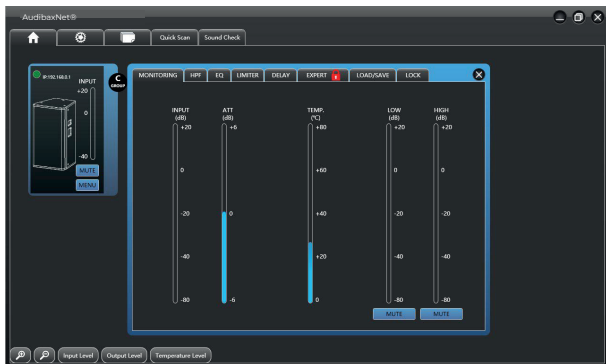 AudibaxNet®
Quick Scan Sound Check
IP:192.168.0.1
INPUT
+20
0
-40
MUTE
MENU
C
GROUP
MONITORING HPF EQ LIMITER DELAY EXPERT LOAD/SAVE LOCK
INPUT ATT TEMP. LOW HIGH
(dB) (dB) (°C) (dB) (dB)
+20 +6 +80 +20 +20
0 +60 0 0
-20 0 +40 -20 -20
-40 +20 -40 -40
-80 -6 0 -80 -80
MUTE MUTE
Input Level Output Level Temperature Level